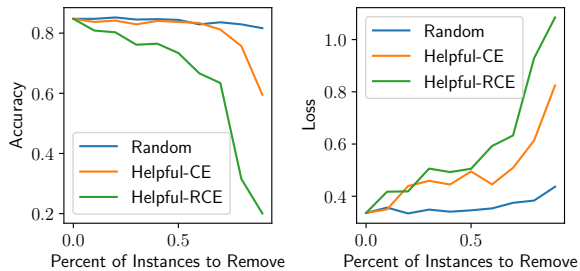 Accuracy
0.8
0.6
0.4
0.2
Random
Helpful-CE
Helpful-RCE
0.0
0.5
Percent of Instances to Remove
Loss
1.0
0.8
0.6
0.4
Random
Helpful-CE
Helpful-RCE
0.0
0.5
Percent of Instances to Remove